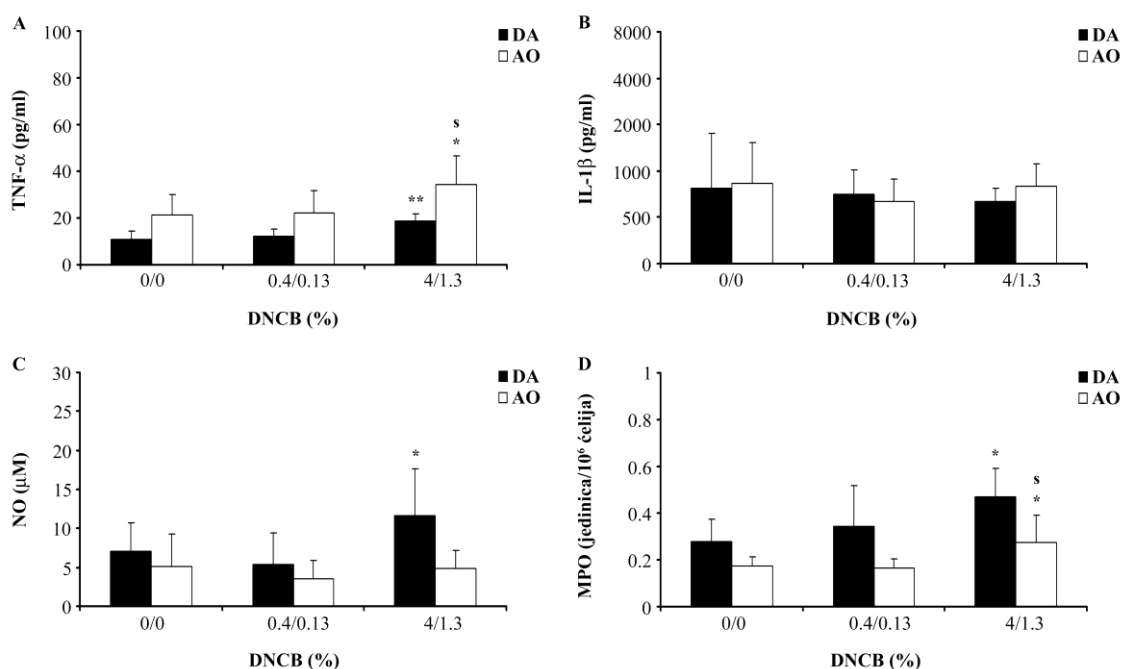 A
TNF-α (pg/ml)
100
80
60
40
20
0
DA
AO
**
s
*
0/0
0.4/0.13
4/1.3
DNCB (%)
B
IL-1β (pg/ml)
8000
4000
2000
1000
500
0
DA
AO
0/0
0.4/0.13
4/1.3
DNCB (%)
C
NO (μM)
30
25
20
15
10
5
0
DA
AO
*
0/0
0.4/0.13
4/1.3
DNCB (%)
D
MPO (jedinica/10⁶ ćelija)
1
0.8
0.6
0.4
0.2
0
DA
AO
*
s
*
0/0
0.4/0.13
4/1.3
DNCB (%)